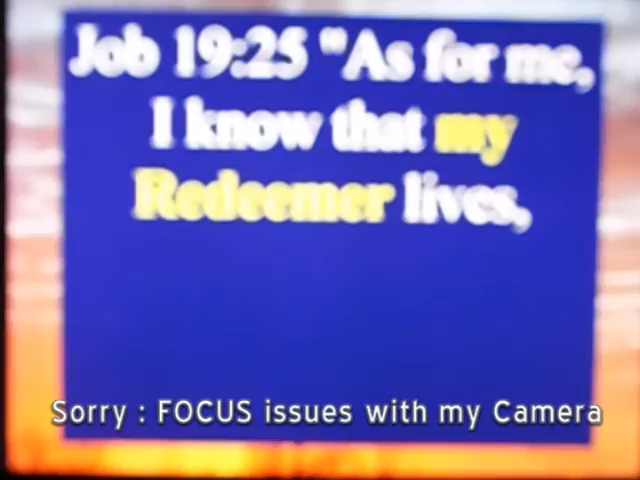 Job 19:25 "As for me,
I know that my
Redeemer lives,
Sorry : FOCUS issues with my Camera